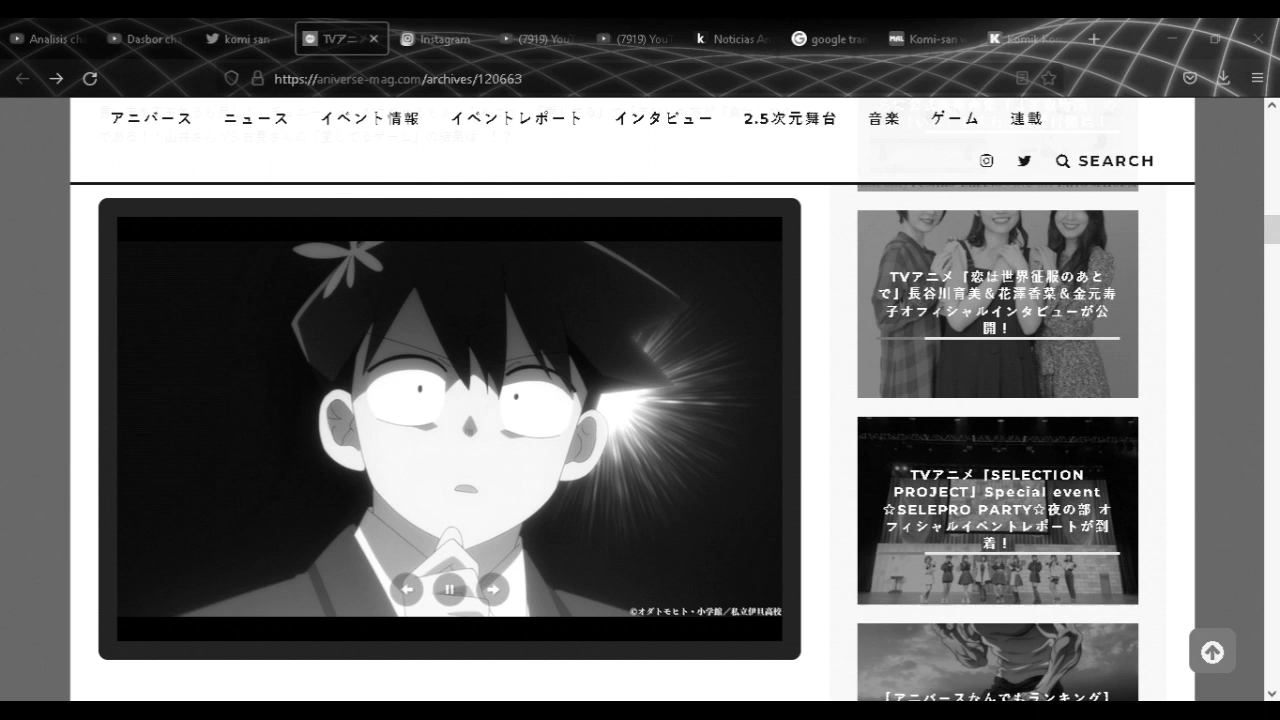 Analisis ch
Dasbor cha
komi san
TVアニ
Instagram
(7919) YouT
(7919) YouT
Noticias An
google tran
MAL
Komi-san
Komik Kom
https://aniverse-mag.com/archives/120663
アニバース
ニュース
イベント情報
イベントレポート
インタビュー
2.5次元舞台
音楽
ゲーム
連載
SEARCH
©オダトモヒト・小学館／私立伊旦高校
TVアニメ『恋は世界征服のあと
で』長谷川育美＆花澤香菜＆金元寿
子オフィシャルインタビューが公
開！
TVアニメ『SELECTION
PROJECT』Special event
☆SELEPRO PARTY☆夜の部 オ
フィシャルイベントレポートが到
着！
【アニバースなんでもランキング】